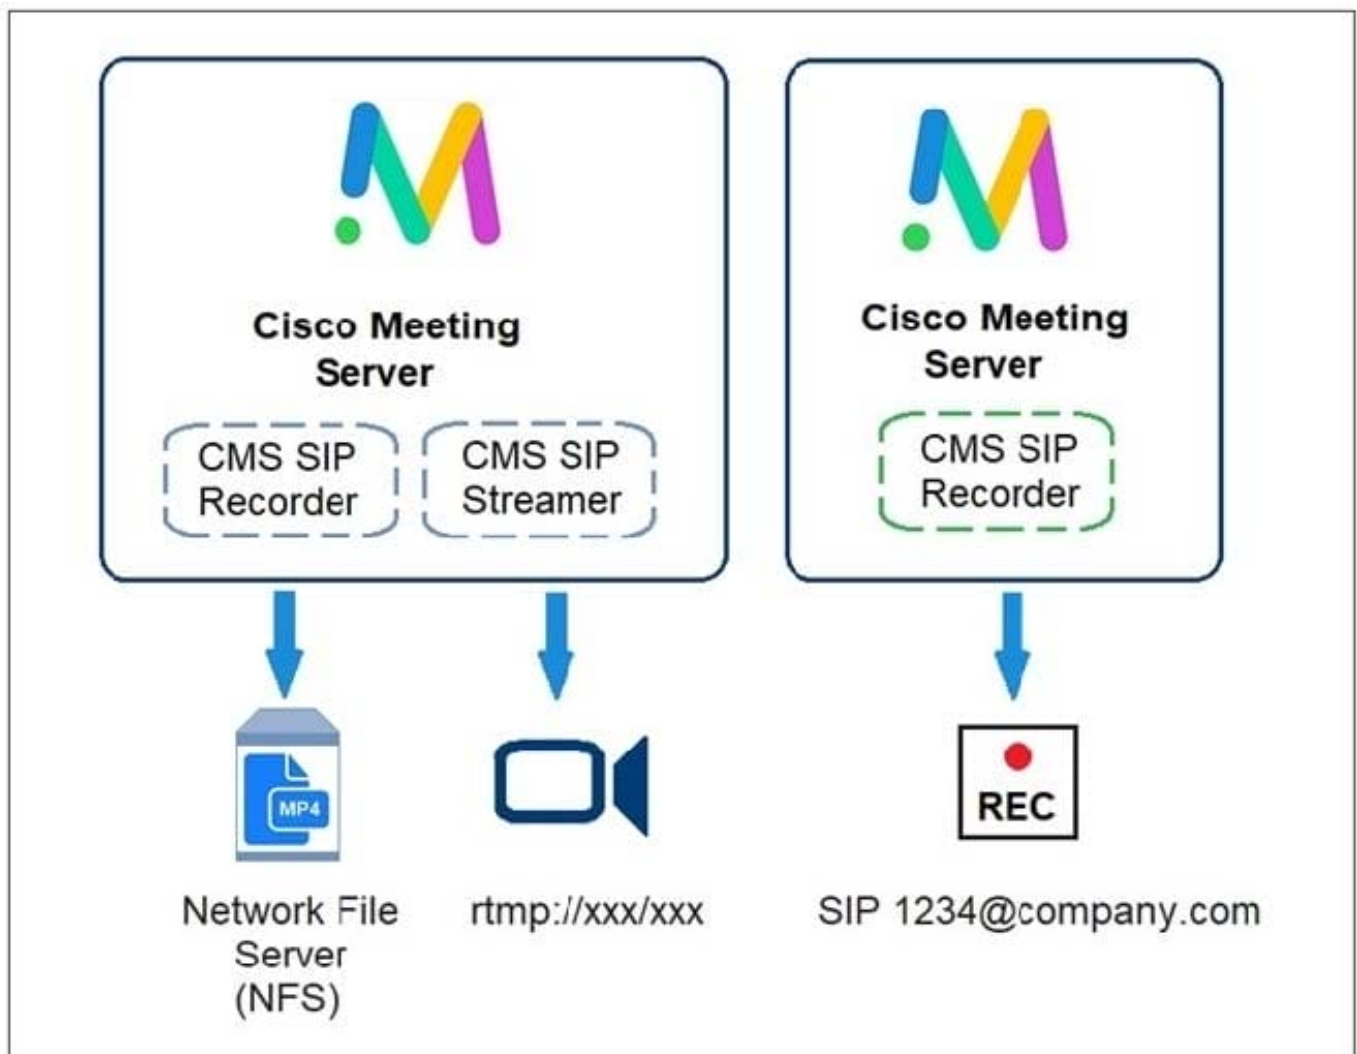 Cisco Meeting
Server
CMS SIP
Recorder
CMS SIP
Streamer
Cisco Meeting
Server
CMS SIP
Recorder
MP4
Network File
Server
(NFS)
rtmp://xxx/xxx
REC
SIP 1234@company.com